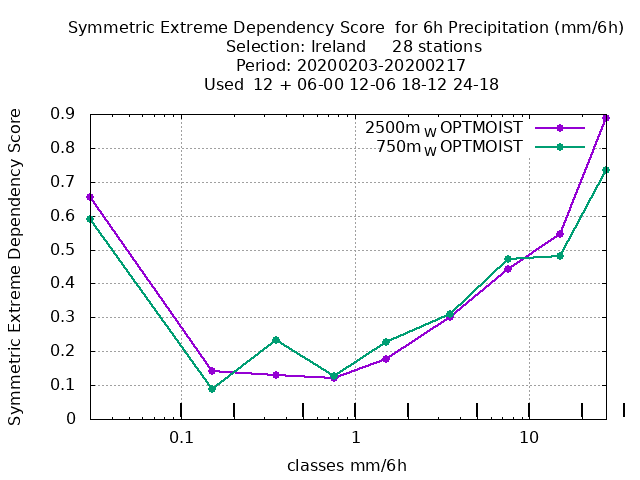 Symmetric Extreme Dependency Score for 6h Precipitation (mm/6h)
Selection: Ireland 28 stations
Period: 20200203-20200217
Used 12 + 06-00 12-06 18-12 24-18
Symmetric Extreme Dependency Score
0.9
0.8
0.7
0.6
0.5
0.4
0.3
0.2
0.1
0
2500m_W OPTMOIST
750m_W OPTMOIST
0.1 1 10
classes mm/6h